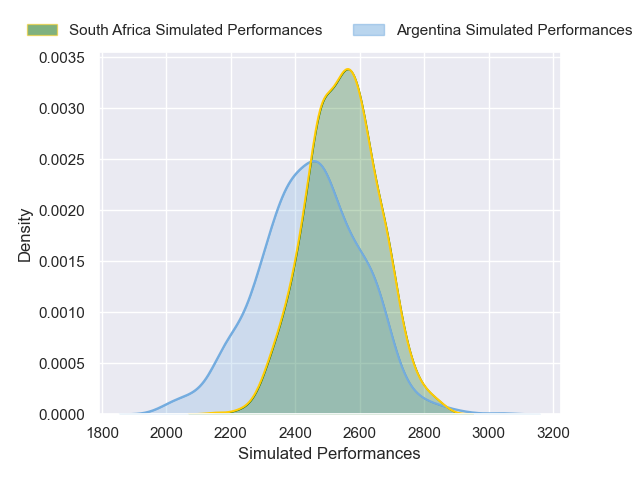 South Africa Simulated Performances Argentina Simulated Performances
0.0035
0.0030
0.0025
0.0020
0.0015
0.0010
0.0005
0.0000
Density
1800 2000 2200 2400 2600 2800 3000 3200
Simulated Performances